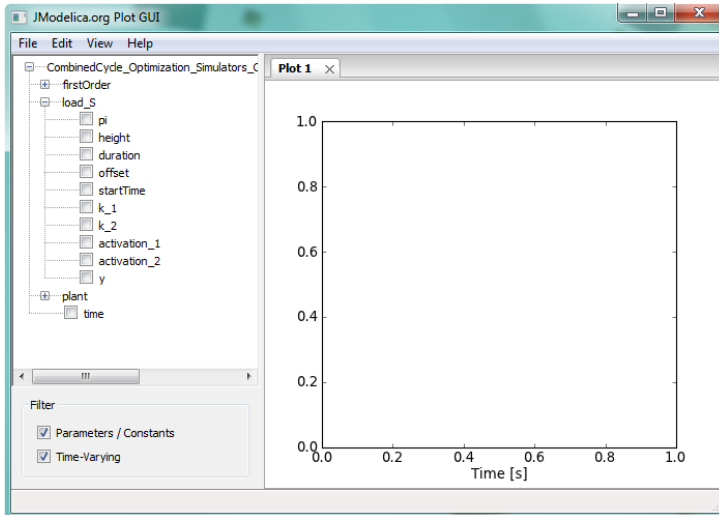 JModelica.org Plot GUI
File Edit View Help
CombinedCycle_Optimization_Simulators_
firstOrder
load_S
pi
height
duration
offset
startTime
k_1
k_2
activation_1
activation_2
y
plant
time
Filter
Parameters / Constants
Time-Varying
Plot 1
1.0
0.8
0.6
0.4
0.2
0.0
0.0 0.2 0.4 0.6 0.8 1.0
Time [s]